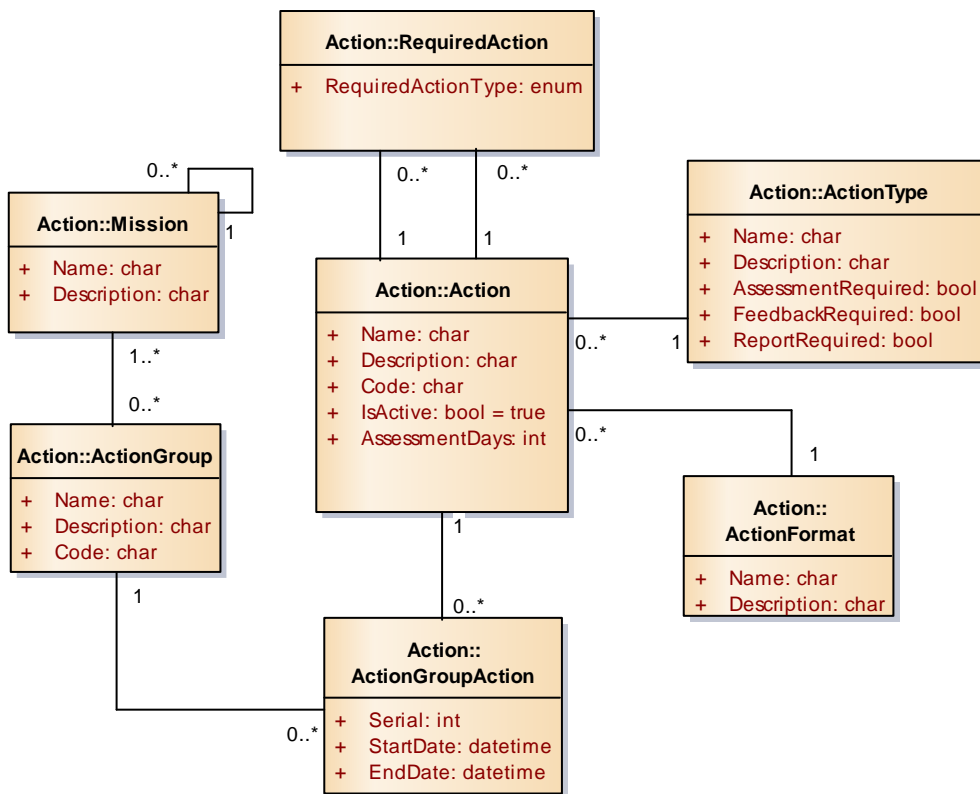 Action::RequiredAction
+ RequiredActionType: enum
0..*
0..*
0..*
1
1
1
Action::Mission
+ Name: char
+ Description: char
Action::ActionType
+ Name: char
+ Description: char
+ AssessmentRequired: bool
+ FeedbackRequired: bool
+ ReportRequired: bool
Action::Action
+ Name: char
+ Description: char
+ Code: char
+ IsActive: bool = true
+ AssessmentDays: int
0..*
1
1..*
0..*
0..*
1
Action::ActionGroup
+ Name: char
+ Description: char
+ Code: char
Action::
ActionFormat
+ Name: char
+ Description: char
1
1
0..*
0..*
Action::
ActionGroupAction
+ Serial: int
+ StartDate: datetime
+ EndDate: datetime